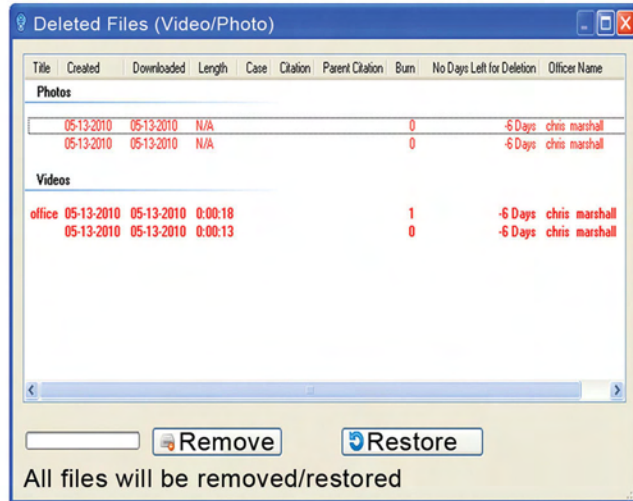 Deleted Files (Video/Photo)
Title Created Downloaded Length Case Citation Parent Citation Burn No Days Left for Deletion Officer Name
Photos
05-13-2010 05-13-2010 N/A 0 -6 Days chris marshall
05-13-2010 05-13-2010 N/A 0 -6 Days chris marshall
Videos
office 05-13-2010 05-13-2010 0:00:18 1 -6 Days chris marshall
05-13-2010 05-13-2010 0:00:13 0 -6 Days chris marshall
Remove Restore
All files will be removed/restored